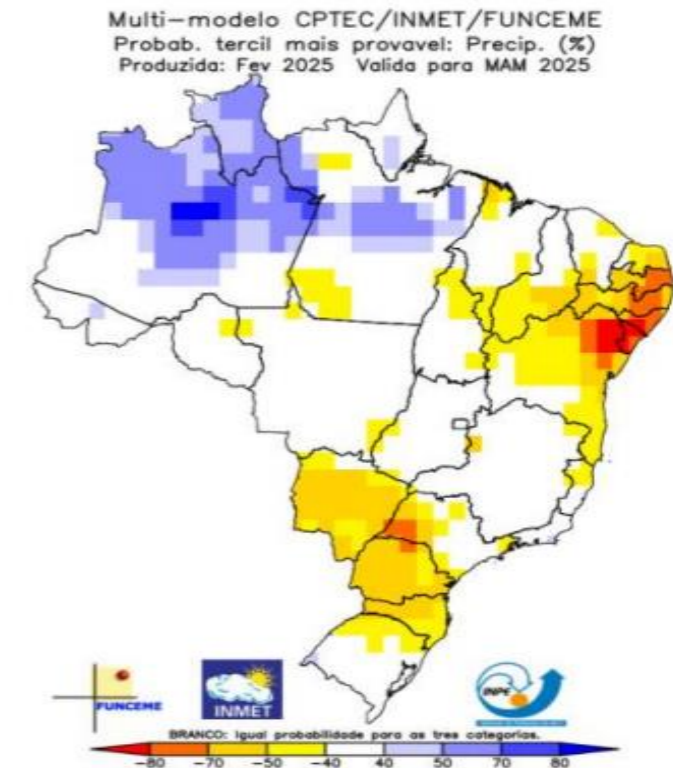 Multi-modelo CPTEC/INMET/FUNCEME
Probab. tercil mais provavel: Precip. (%)
Produzida: Fev 2025 Valida para MAM 2025
FUNCEME
INMET
INPE
BRANCO: Igual probabilidade para as tres categorias.
-80 -70 -50 -40 40 50 70 80